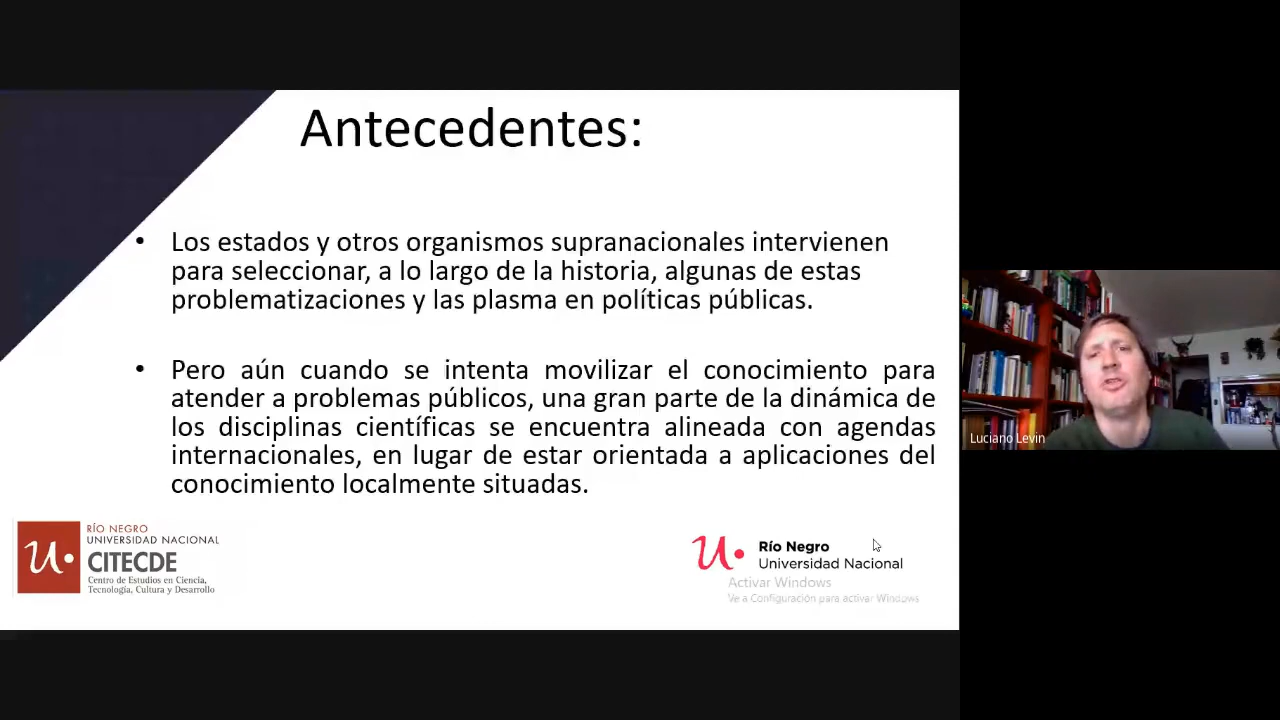 Antecedentes:
• Los estados y otros organismos supranacionales intervienen
para seleccionar, a lo largo de la historia, algunas de estas
problematizaciones y las plasma en políticas públicas.
• Pero aún cuando se intenta movilizar el conocimiento para
atender a problemas públicos, una gran parte de la dinámica de
los disciplinas científicas se encuentra alineada con agendas
internacionales, en lugar de estar orientada a aplicaciones del
conocimiento localmente situadas.
RÍO NEGRO
UNIVERSIDAD NACIONAL
CITECDE
Centro de Estudios en Ciencia,
Tecnología, Cultura y Desarrollo
Río Negro
Universidad Nacional
Activar Windows
Ve a Configuración para activar Windows
Luciano Levin